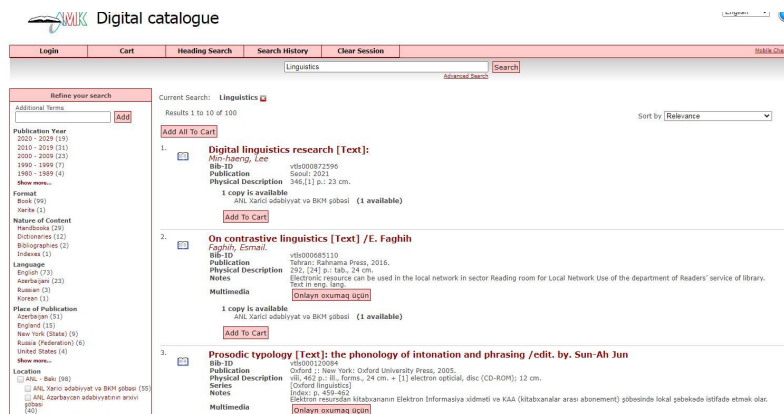 AMK Digital catalogue
English
Login Cart Heading Search Search History Clear Session
Linguistics Search
Advanced Search
Refine your search
Additional Terms
Add
Publication Year
2020 - 2029 (19)
2010 - 2019 (31)
2000 - 2009 (23)
1990 - 1999 (7)
1980 - 1989 (4)
Show more...
Format
Book (99)
Xerite (1)
Nature of Content
Handbooks (29)
Dictionaries (12)
Bibliographies (2)
Indexes (1)
Language
English (73)
Azerbaijani (23)
Russian (3)
Korean (1)
Place of Publication
Azerbaijan (51)
England (15)
New York (State) (9)
Russia (Federation) (6)
United States (4)
Show more...
Location
ANL - Bakı (98)
ANL Xarici ədəbiyyat və BKM şöbəsi (55)
ANL Azərbaycan ədəbiyyatının arxivi
şöbəsi
(40)
Current Search: Linguistics
Results 1 to 10 of 100
Sort by Relevance
Add All To Cart
1. Digital linguistics research [Text]:
Min-haeng, Lee
Bib-ID vtls000872596
Publication Seoul: 2021
Physical Description 346,[1] p.: 23 cm.
1 copy is available
ANL Xarici ədəbiyyat və BKM şöbəsi (1 available)
Add To Cart
2. On contrastive linguistics [Text] /E. Faghih
Faghih, Esmail.
Bib-ID vtls000685110
Publication Tehran: Rahnama Press, 2016.
Physical Description 292, [24] p.: tab., 24 cm.
Notes Electronic resource can be used in the local network in sector Reading room for Local Network Use of the department of Readers' service of library.
Text in eng. lang.
Multimedia Onlayn oxumaq üçün
1 copy is available
ANL Xarici ədəbiyyat və BKM şöbəsi (1 available)
Add To Cart
3. Prosodic typology [Text]: the phonology of intonation and phrasing /edit. by. Sun-Ah Jun
Bib-ID vtls000120084
Publication Oxford ;: New York: Oxford University Press, 2005.
Physical Description viii, 462 p.: ill., forms., 24 cm. + [1] electron opticial, disc (CD-ROM); 12 cm.
Series [Oxford linguistics]
Notes Index: p. 459-462
Elektron resursdan kitabxananın Elektron İnformasiya xidməti və KAA (kitabxanalar arası abonement) şöbəsində lokal şəbəkədə istifadə etmək olar.
Multimedia Onlayn oxumaq üçün